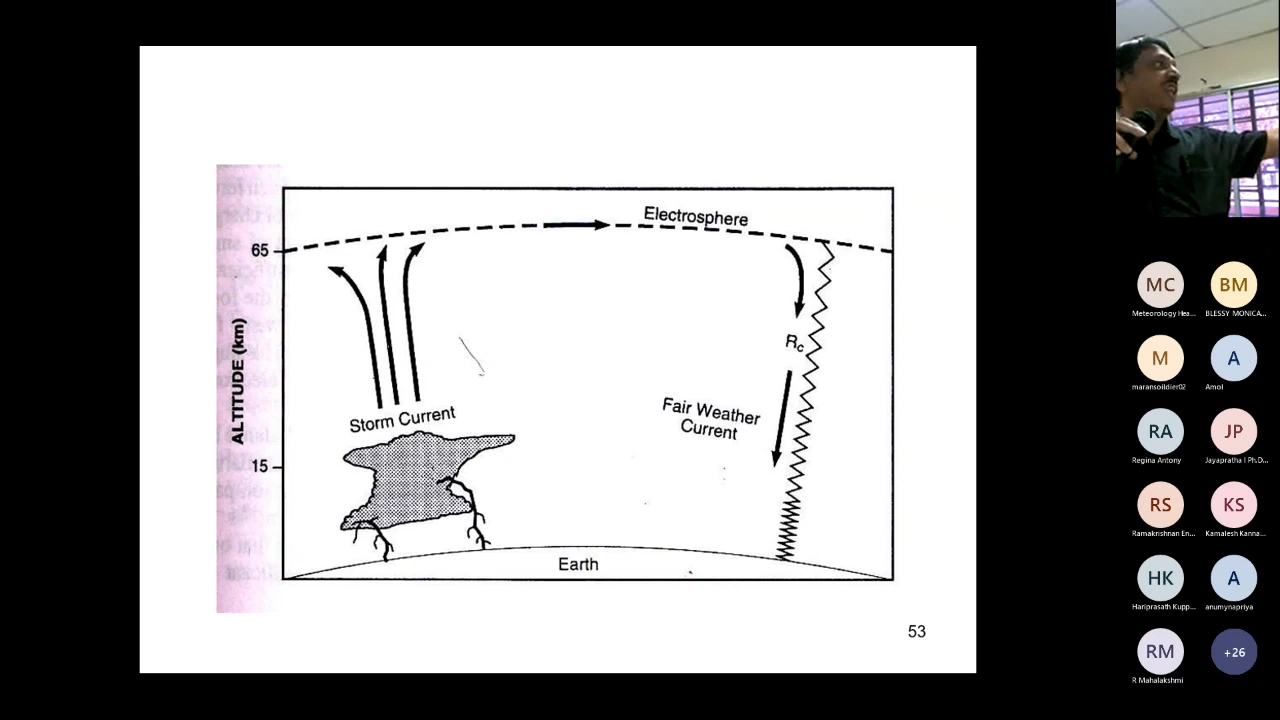 Electrosphere
65
ALTITUDE (km)
Rc
Fair Weather
Current
Storm Current
15
Earth
53
MC
BM
Meteorology Hea...
BLESSY MONICA...
M
A
maransoildier02
Amol
RA
JP
Regina Antony
Jayapratha I Ph.D...
RS
KS
Ramakrishnan En...
Kamalesh Kanna...
HK
A
Hariprasath Kupp...
anumynapriya
RM
+26
R Mahalakshmi